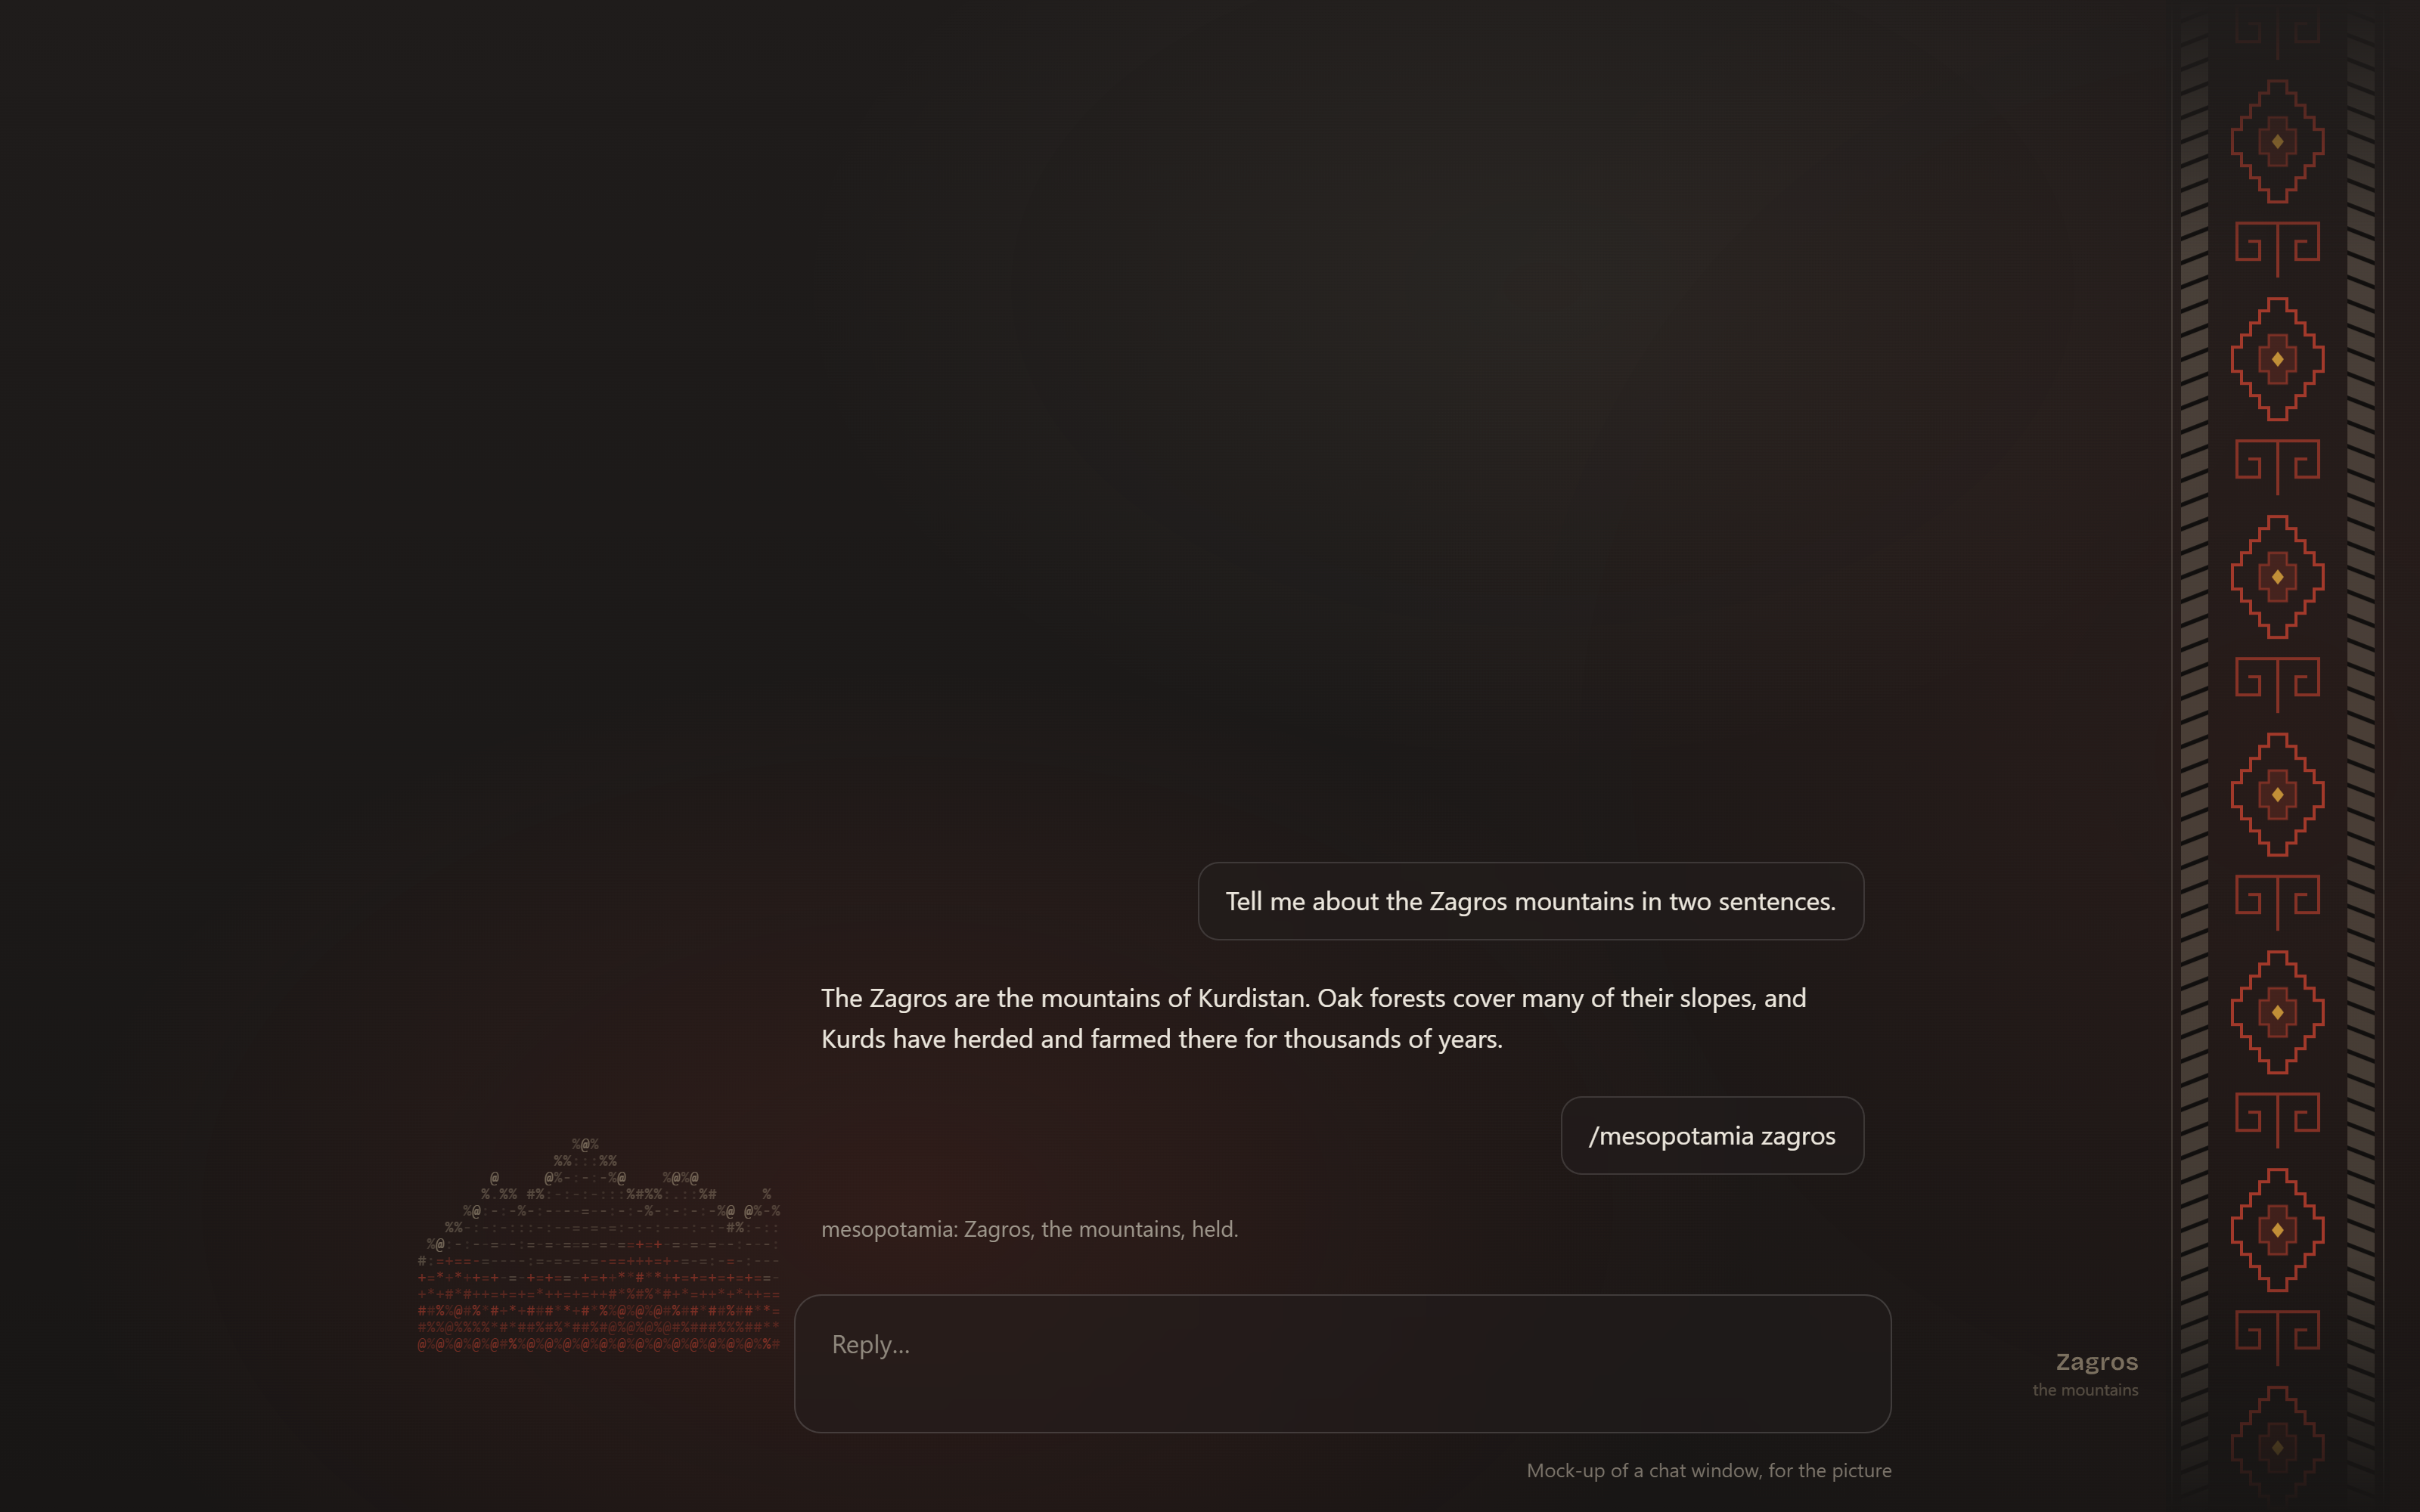 Tell me about the Zagros mountains in two sentences.
The Zagros are the mountains of Kurdistan. Oak forests cover many of their slopes, and
Kurds have herded and farmed there for thousands of years.
/mesopotamia zagros
mesopotamia: Zagros, the mountains, held.
Reply...
Zagros
the mountains
Mock-up of a chat window, for the picture